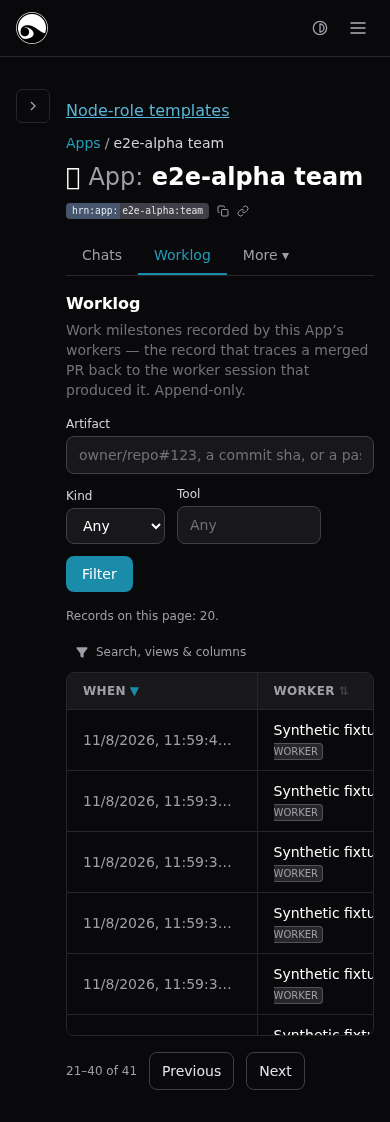 Node-role templates
Apps / e2e-alpha team
App: e2e-alpha team
hrn:app: e2e-alpha:team
Chats Worklog More ▾
Worklog
Work milestones recorded by this App’s
workers — the record that traces a merged
PR back to the worker session that
produced it. Append-only.
Artifact
owner/repo#123, a commit sha, or a pa
Kind Tool
Any Any
Filter
Records on this page: 20.
Search, views & columns
WHEN ▼ WORKER ⇅
11/8/2026, 11:59:4… Synthetic fixtu
WORKER
11/8/2026, 11:59:3… Synthetic fixtu
WORKER
11/8/2026, 11:59:3… Synthetic fixtu
WORKER
11/8/2026, 11:59:3… Synthetic fixtu
WORKER
11/8/2026, 11:59:3… Synthetic fixtu
WORKER
Synthetic fixtu
21–40 of 41 Previous Next